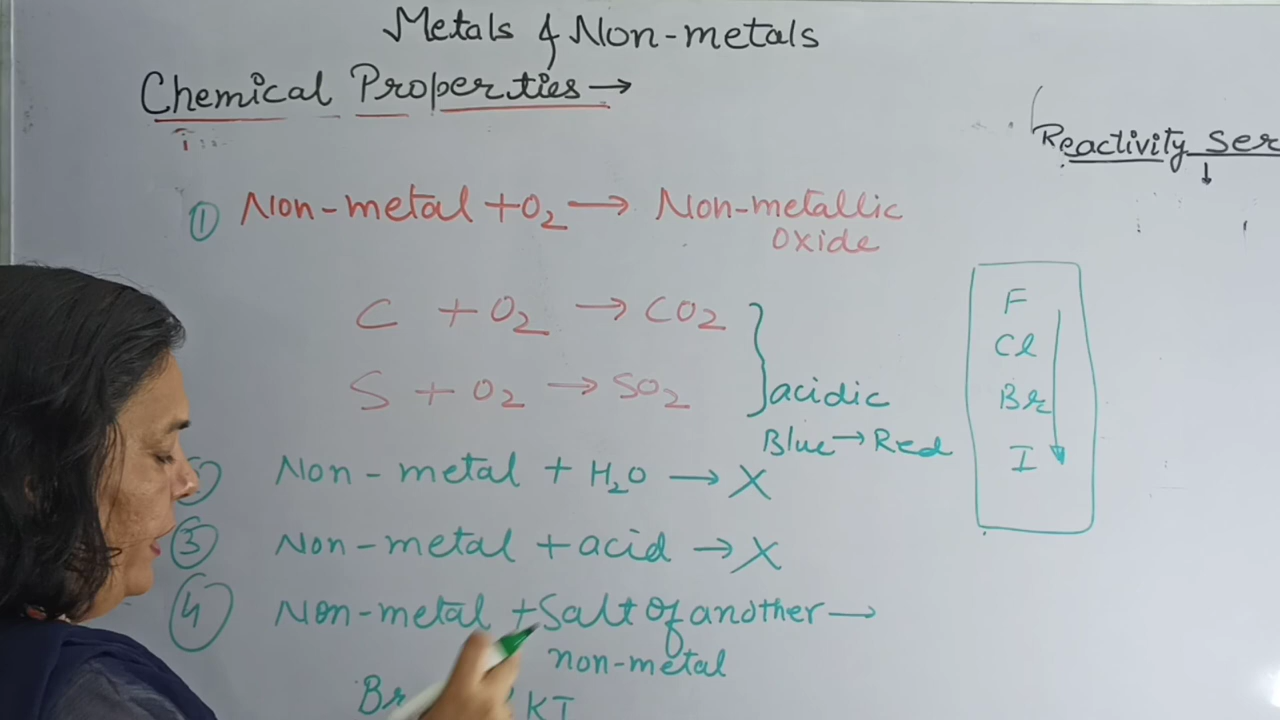 Metals & Non-metals
Chemical Properties →
Reactivity Ser
↓
① Non-metal + O₂ → Non-metallic
oxide
C + O₂ → CO₂
S + O₂ → SO₂
acidic
Blue → Red
F
Cl
Br
I
Non-metal + H₂O → X
③ Non-metal + acid → X
④ Non-metal + Salt of another →
non-metal
Br KI